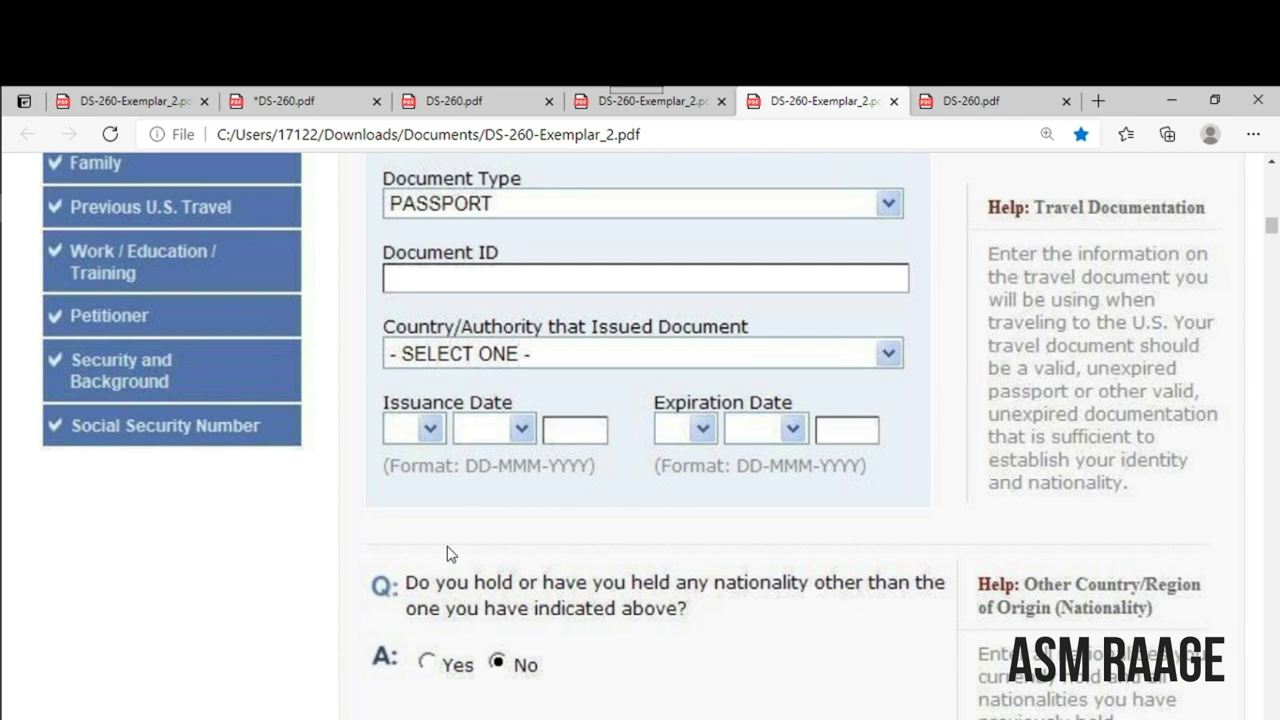 DS-260-Exemplar_2.pc
*DS-260.pdf
DS-260.pdf
DS-260-Exemplar_2.pc
DS-260-Exemplar_2.pc
DS-260.pdf
File
C:/Users/17122/Downloads/Documents/DS-260-Exemplar_2.pdf
Family
Previous U.S. Travel
Work / Education /
Training
Petitioner
Security and
Background
Social Security Number
Document Type
PASSPORT
Document ID
Country/Authority that Issued Document
- SELECT ONE -
Issuance Date
Expiration Date
(Format: DD-MMM-YYYY)
(Format: DD-MMM-YYYY)
Help: Travel Documentation
Enter the information on
the travel document you
will be using when
traveling to the U.S. Your
travel document should
be a valid, unexpired
passport or other valid,
unexpired documentation
that is sufficient to
establish your identity
and nationality.
Q: Do you hold or have you held any nationality other than the
one you have indicated above?
A: Yes No
Help: Other Country/Region
of Origin (Nationality)
nationalities you have
ASM RAAGE